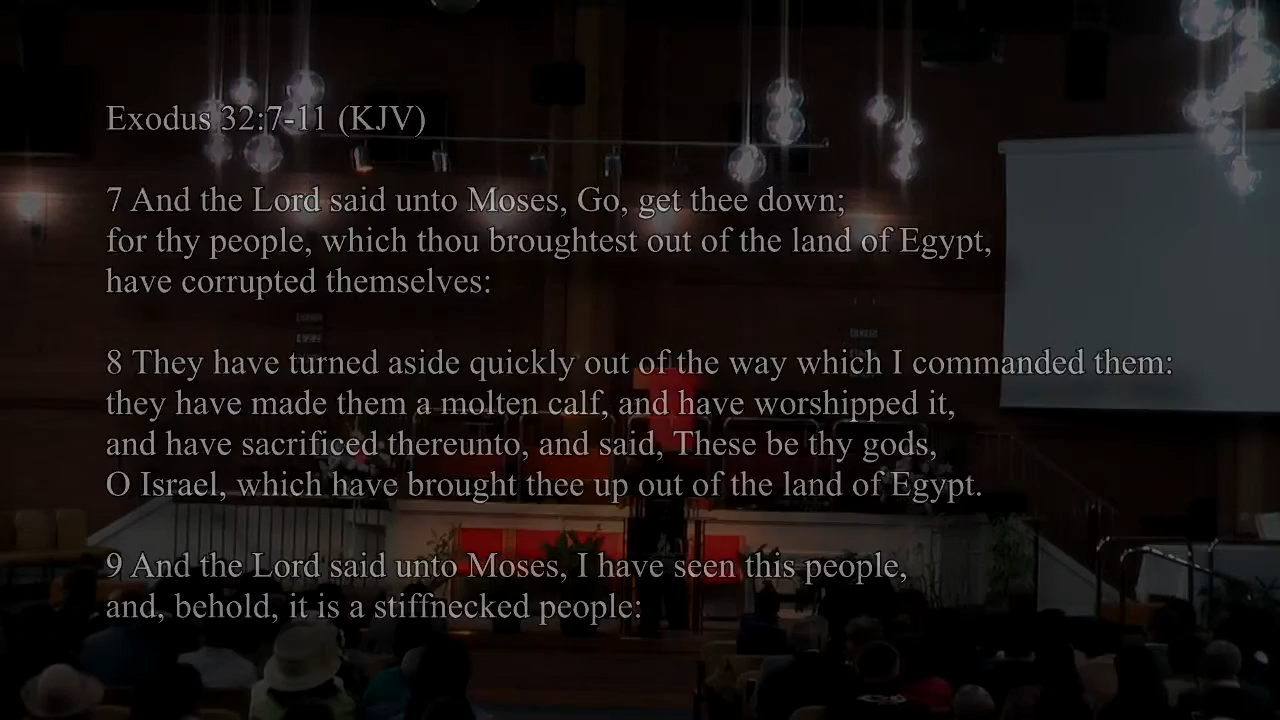 Exodus 32:7-11 (KJV)
7 And the Lord said unto Moses, Go, get thee down;
for thy people, which thou broughtest out of the land of Egypt,
have corrupted themselves:
8 They have turned aside quickly out of the way which I commanded them:
they have made them a molten calf, and have worshipped it,
and have sacrificed thereunto, and said, These be thy gods,
O Israel, which have brought thee up out of the land of Egypt.
9 And the Lord said unto Moses, I have seen this people,
and, behold, it is a stiffnecked people: